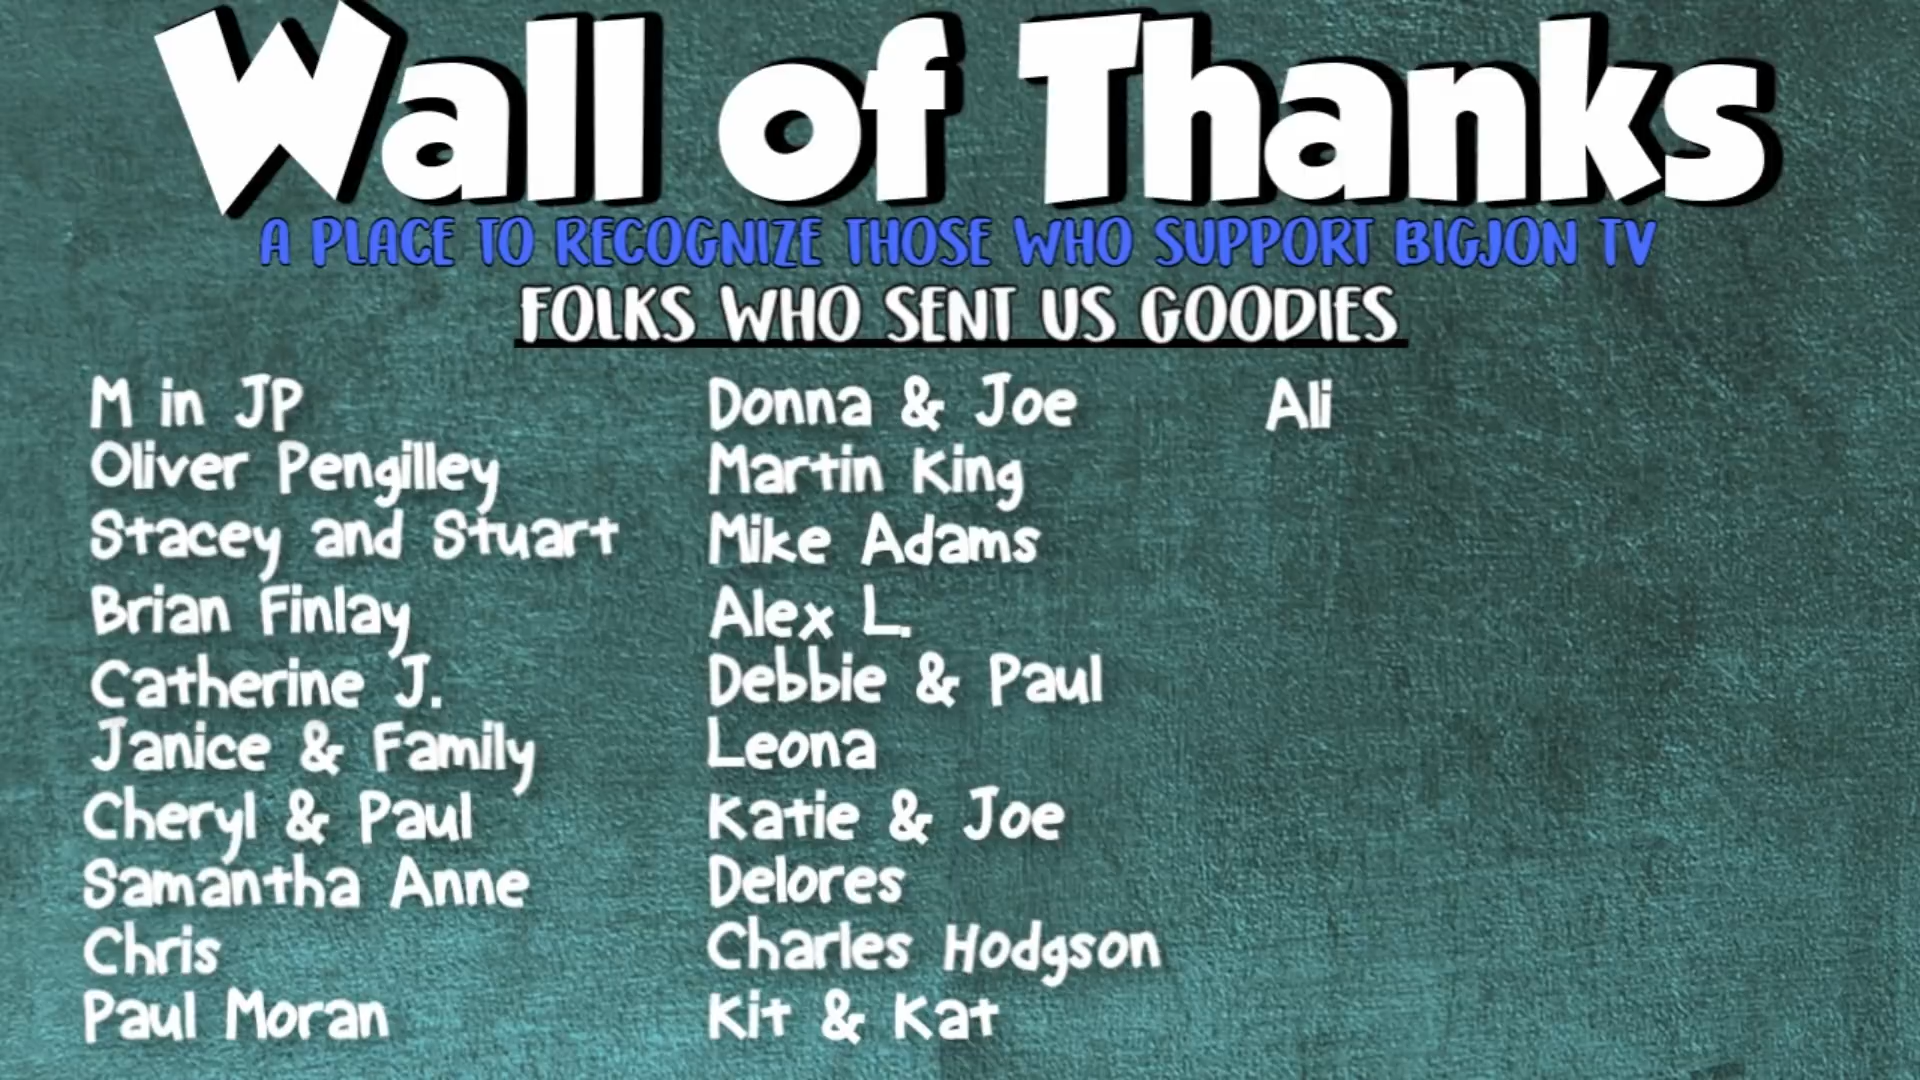 Wall of Thanks
A PLACE TO RECOGNIZE THOSE WHO SUPPORT BIGJON TV
FOLKS WHO SENT US GOODIES
M in JP
Oliver Pengilley
Stacey and Stuart
Brian Finlay
Catherine J.
Janice & Family
Cheryl & Paul
Samantha Anne
Chris
Paul Moran
Donna & Joe
Martin King
Mike Adams
Alex L.
Debbie & Paul
Leona
Katie & Joe
Delores
Charles Hodgson
Kit & Kat
Ali